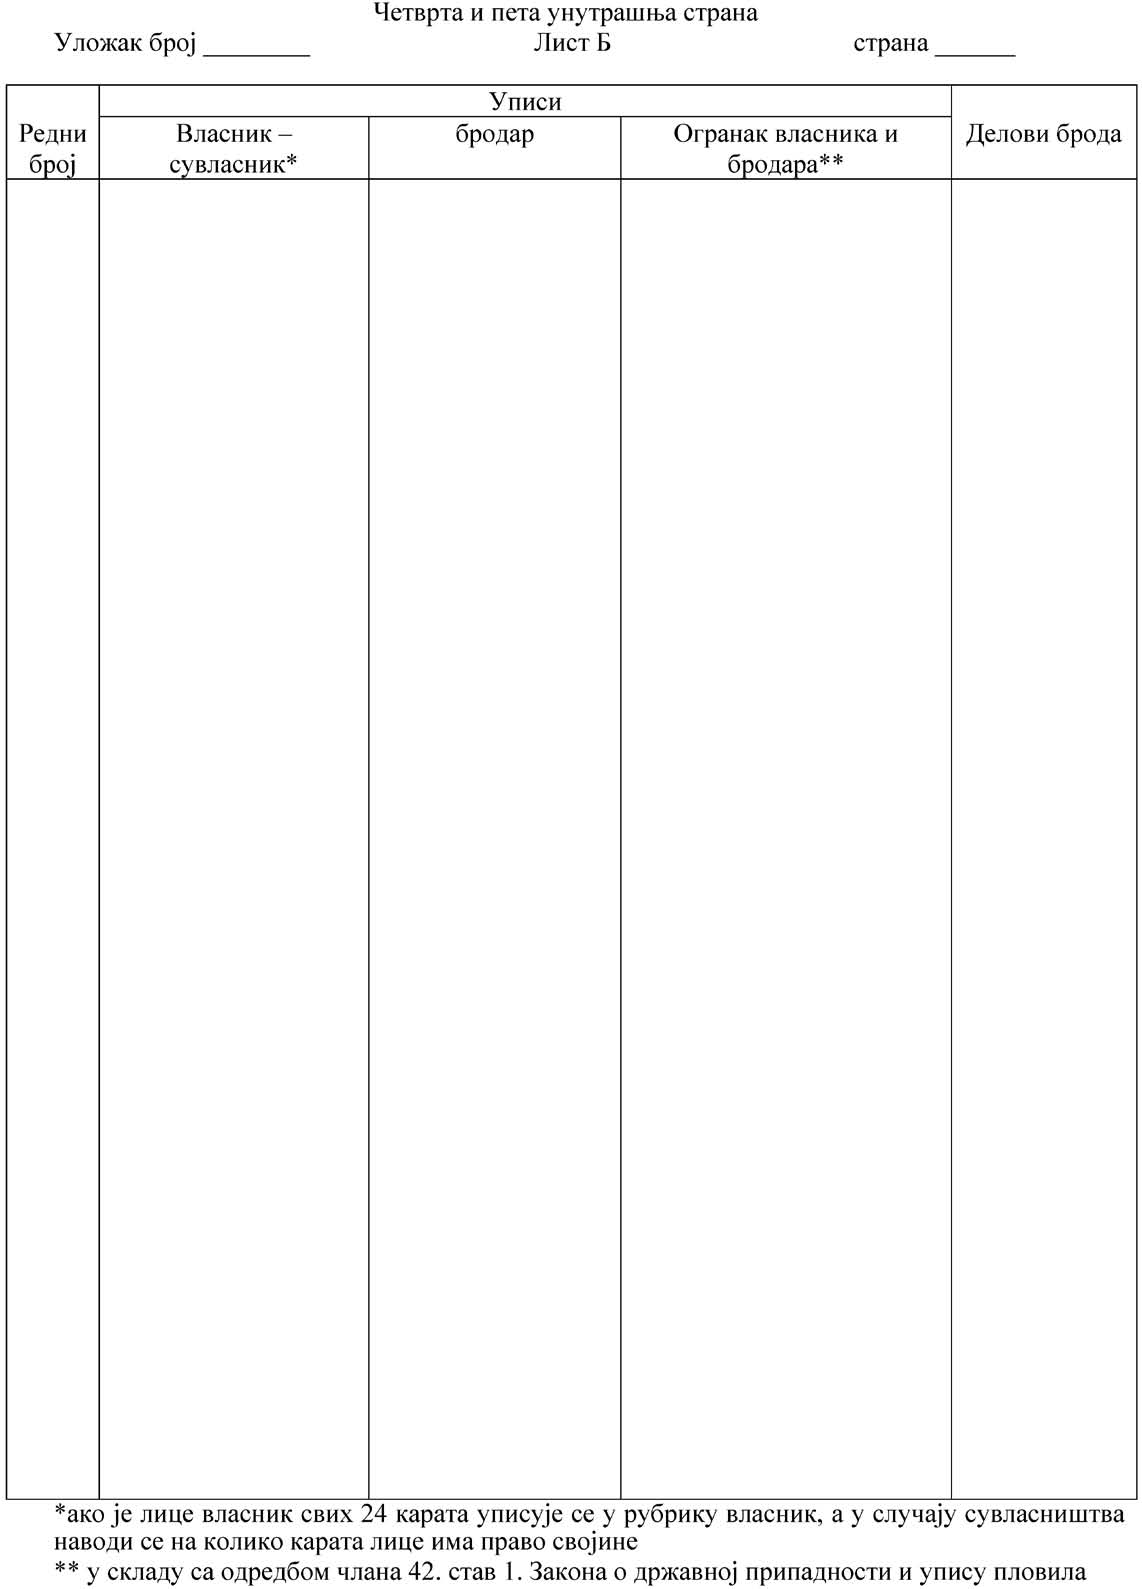 Четврта и пета унутрашња страна
Уложак број ________ Лист Б страна ______
Уписи
Редни број
Власник – сувласник*
бродар
Огранак власника и бродара**
Делови брода
*ако је лице власник свих 24 карата уписује се у рубрику власник, а у случају сувласништва
наводи се на колико карата лице има право својине
** у складу са одредбом члана 42. став 1. Закона о државној припадности и упису пловила